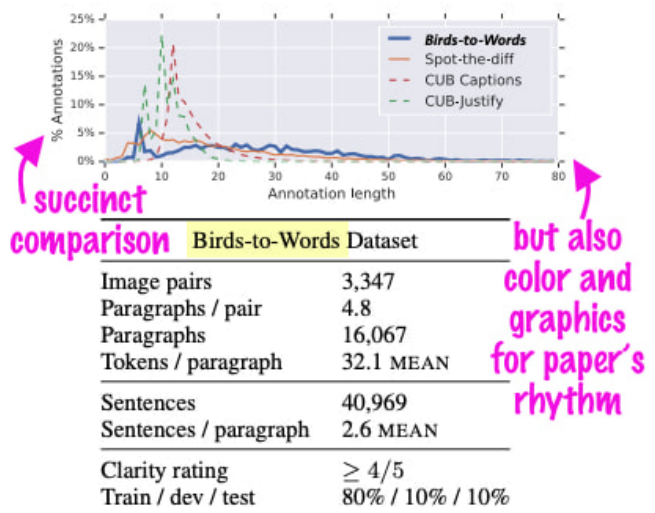 25%
20%
15%
10%
5%
0%
% Annotations
Birds-to-Words
Spot-the-diff
CUB Captions
CUB-Justify
0 10 20 30 40 50 60 70 80
Annotation length
succinct
comparison
but also
color and
graphics
for paper's
rhythm
Birds-to-Words Dataset
Image pairs 3,347
Paragraphs / pair 4.8
Paragraphs 16,067
Tokens / paragraph 32.1 MEAN
Sentences 40,969
Sentences / paragraph 2.6 MEAN
Clarity rating ≥ 4/5
Train / dev / test 80% / 10% / 10%